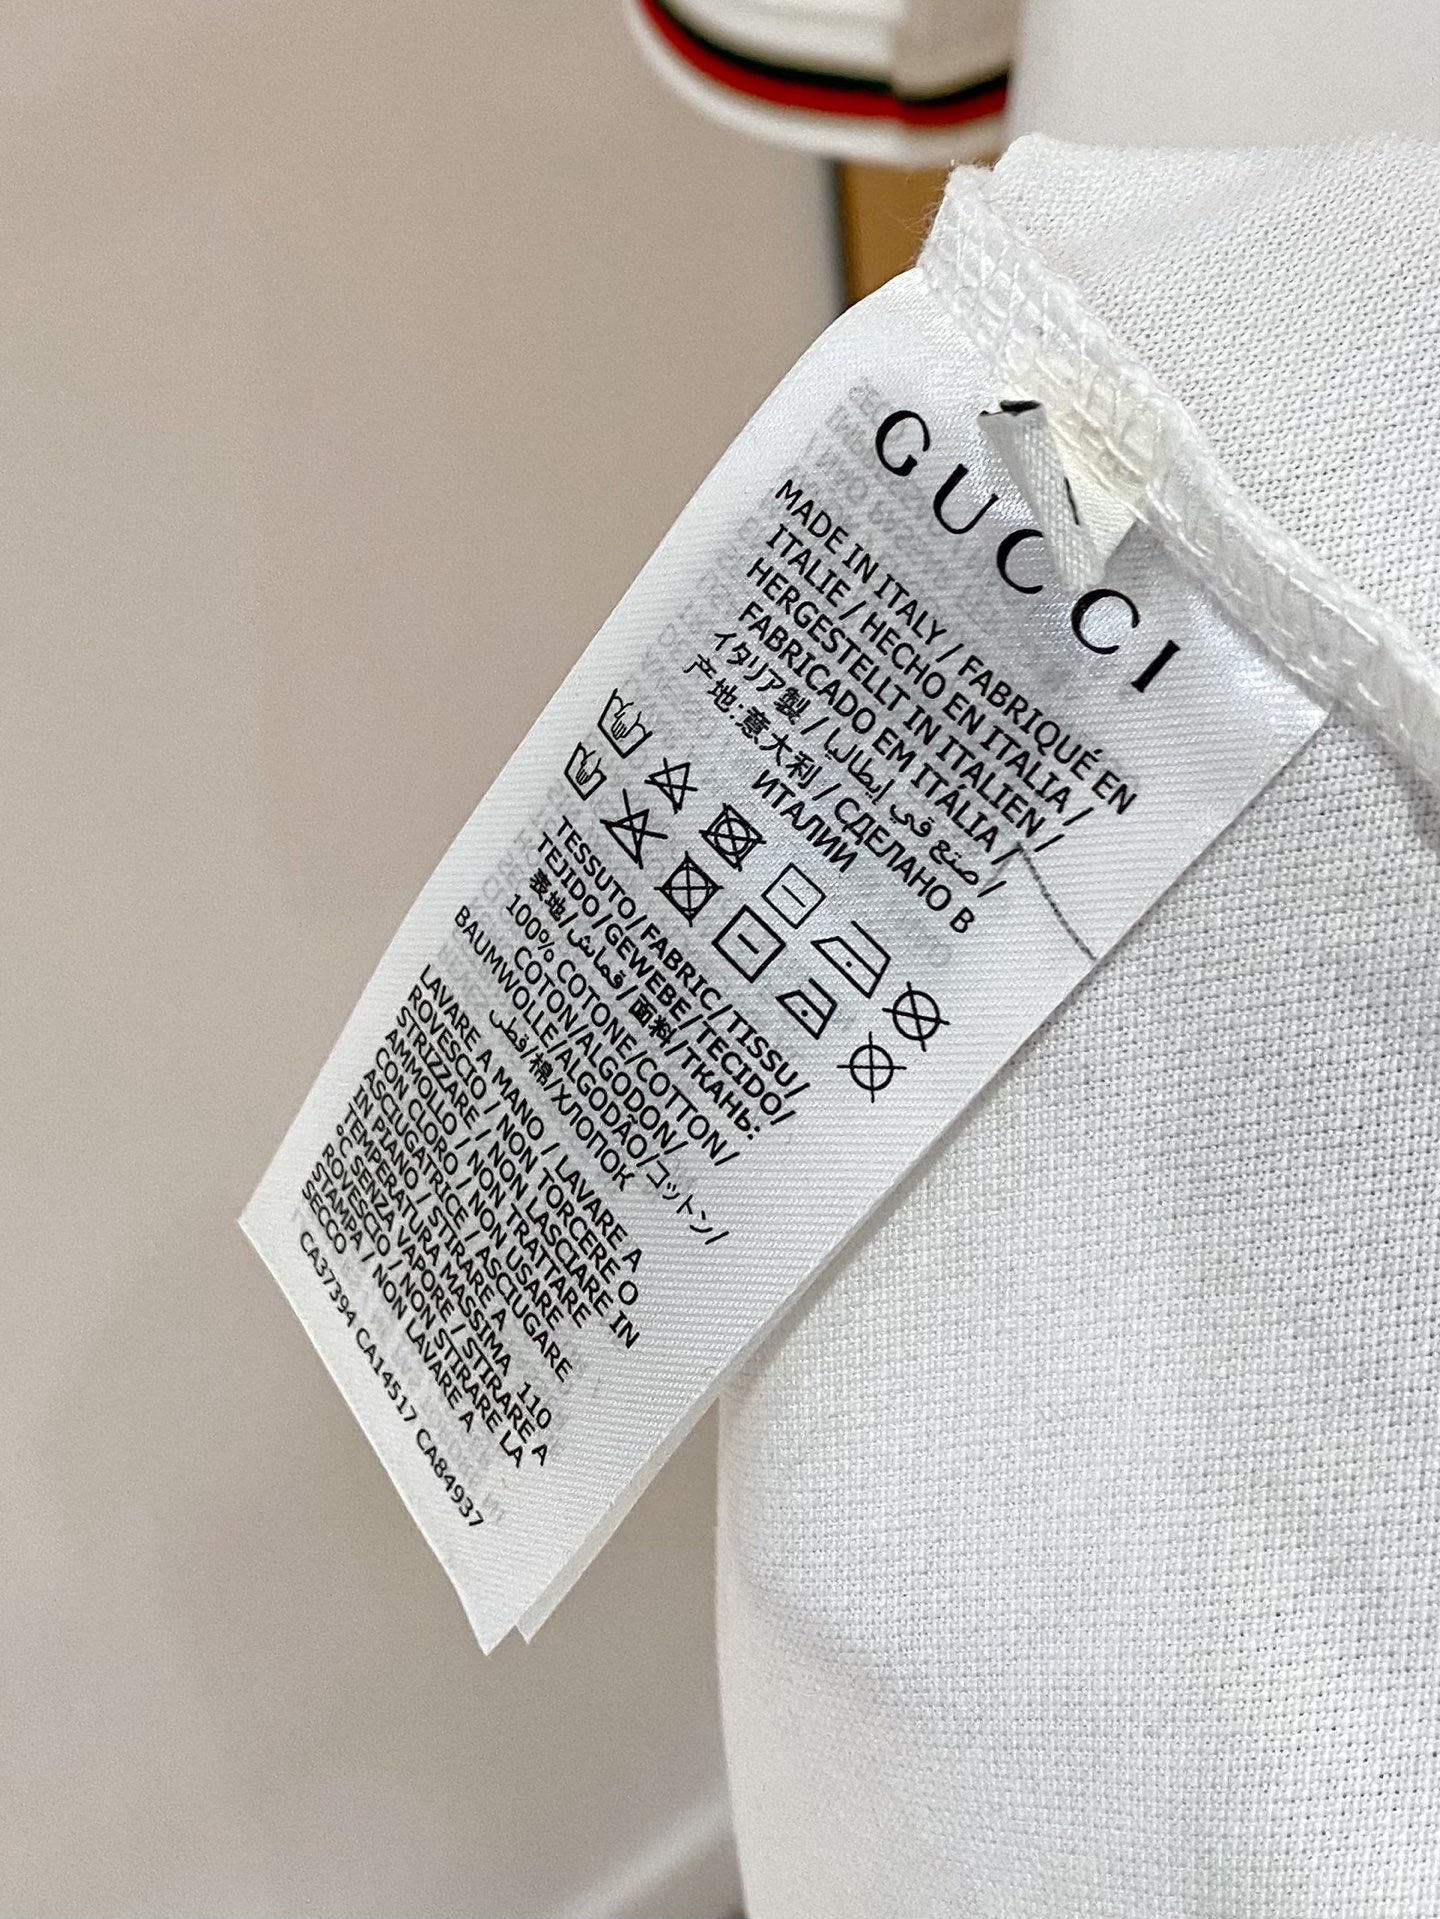 GUCCI
MADE IN ITALY / FABRIQUÉ EN
ITALIE / HECHO EN ITALIA /
HERGESTELLT IN ITALIEN /
FABRICADO EM ITÁLIA /
イタリア製 / صنع في إيطاليا /
产地:意大利 / СДЕЛАНО В
ИТАЛИИ
TESSUTO/FABRIC/TISSU/
TEJIDO/GEWEBE/TECIDO/
表地/قماش/面料/ТКАНЬ:
100% COTONE/COTTON/
COTON/ALGODON/
BAUMWOLLE/ALGODÃO/コットン/
قطن/棉/ХЛОПОК
LAVARE A MANO / LAVARE A
ROVESCIO / NON TORCERE O
STRIZZARE / NON LASCIARE IN
AMMOLLO / NON TRATTARE
CON CLORO / NON USARE
ASCIUGATRICE / ASCIUGARE
IN PIANO / STIRARE A
TEMPERATURA MASSIMA 110
°C SENZA VAPORE / STIRARE A
ROVESCIO / NON STIRARE LA
STAMPA / NON LAVARE A
SECCO
CA37394 CA14517 CA84937